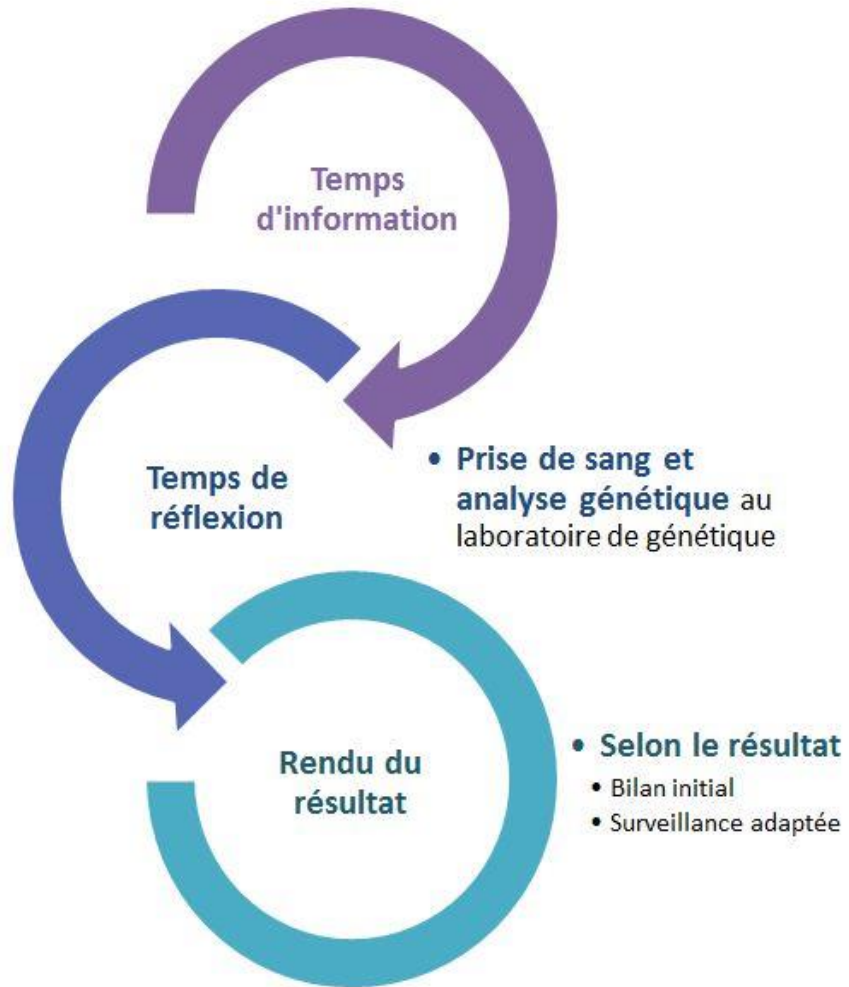 Temps
d'information
Temps de
réflexion
• Prise de sang et
analyse génétique au
laboratoire de génétique
Rendu du
résultat
• Selon le résultat
• Bilan initial
• Surveillance adaptée